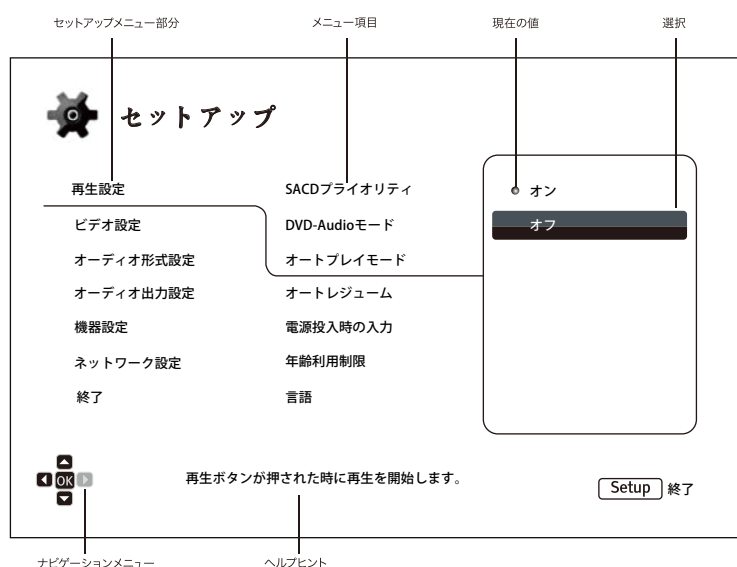 セットアップメニュー部分
メニュー項目
現在の値
選択
セットアップ
再生設定
SACDプライオリティ
オン
ビデオ設定
DVD-Audioモード
オフ
オーディオ形式設定
オートプレイモード
オーディオ出力設定
オートレジューム
機器設定
電源投入時の入力
ネットワーク設定
年齢利用制限
終了
言語
OK
再生ボタンが押された時に再生を開始します。
Setup 終了
ナビゲーションメニュー
ヘルプヒント